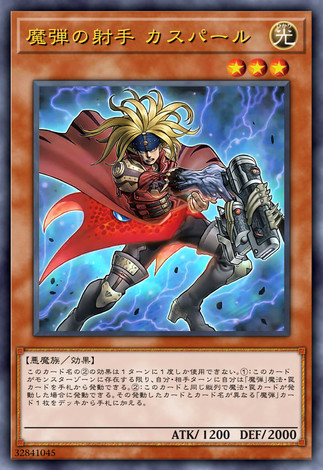 魔弾の射手 カスパール
光
【悪魔族／効果】
このカード名の②の効果は１ターンに１度しか使用できない。①：このカード
がモンスターゾーンに存在する限り、自分・相手ターンに自分は「魔弾」魔法・罠
カードを手札から発動できる。②：このカードと同じ縦列で魔法・罠カードが発
動した場合に発動できる。その発動したカードとカード名が異なる「魔弾」カー
ド１枚をデッキから手札に加える。
ATK/1200 DEF/2000
32841045